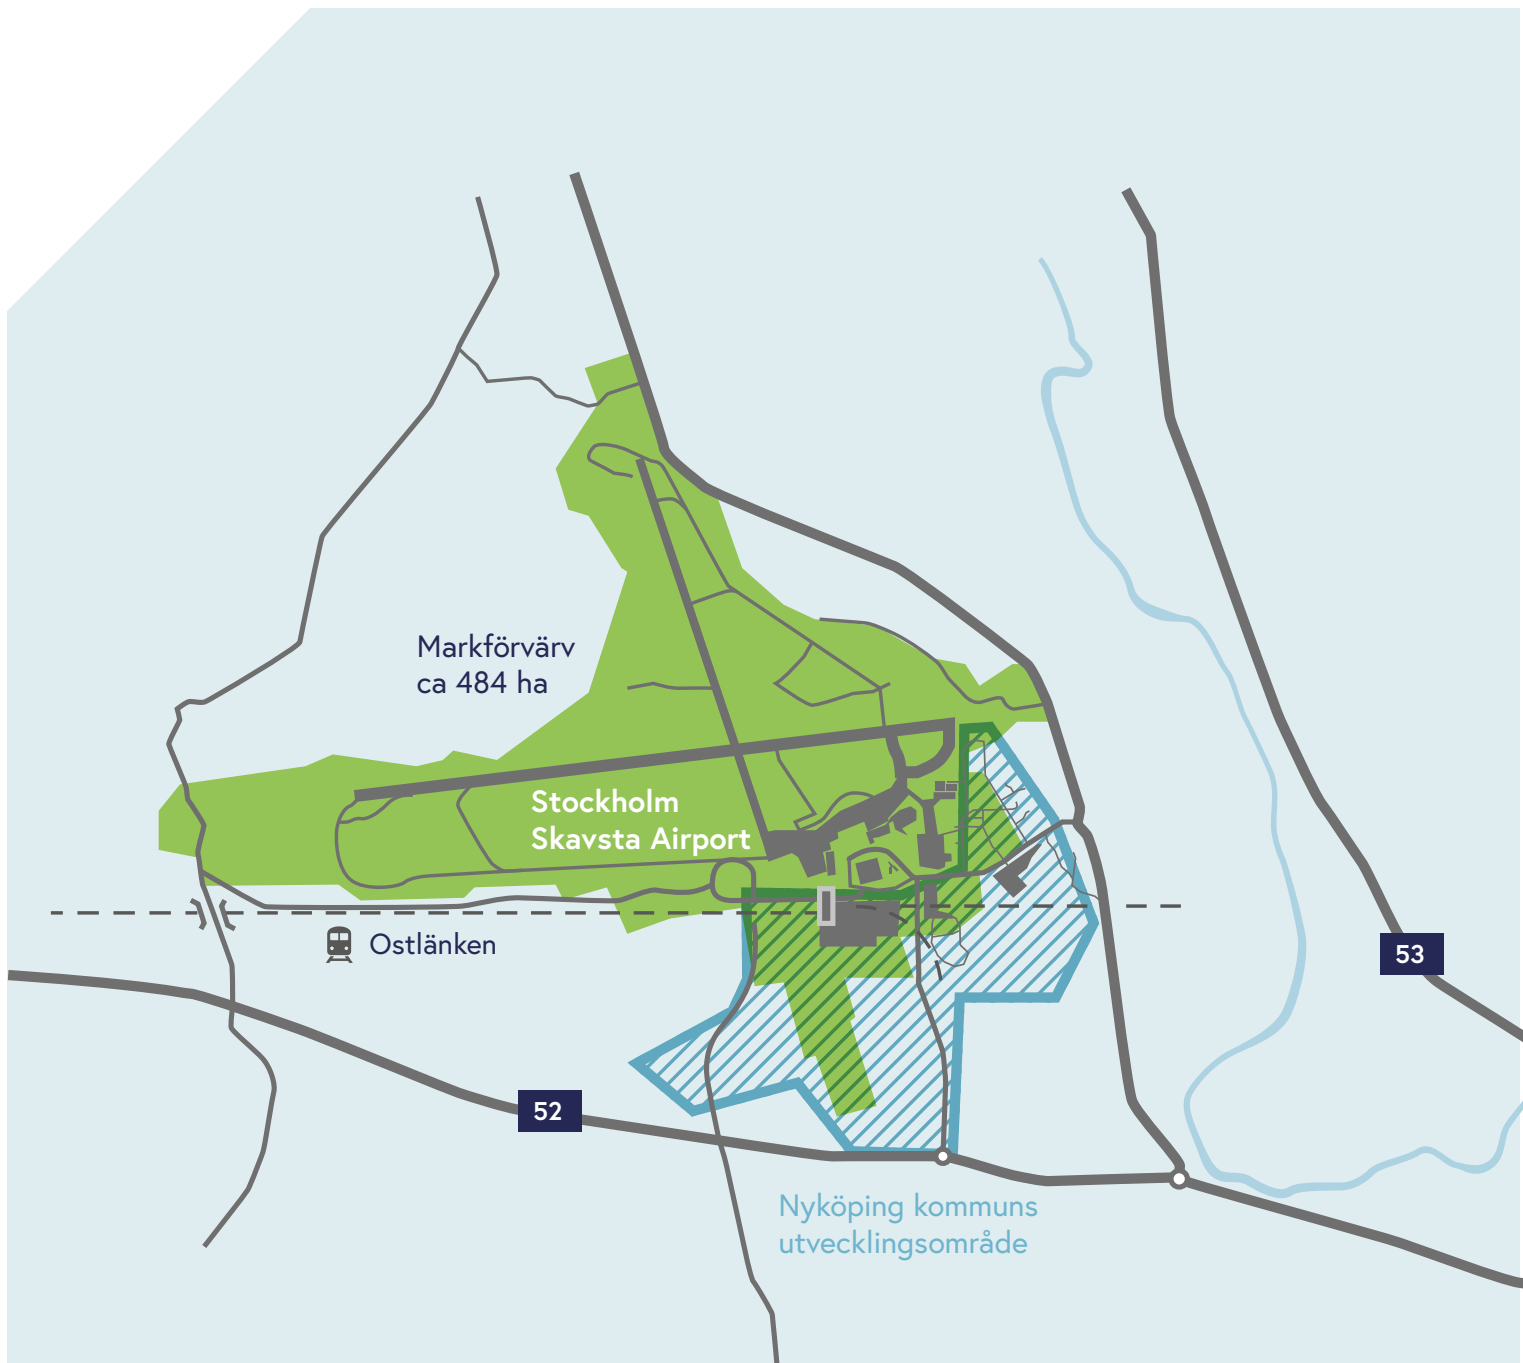 Markförvärv
ca 484 ha
Stockholm
Skavsta Airport
Ostlänken
53
52
Nyköping kommuns
utvecklingsområde